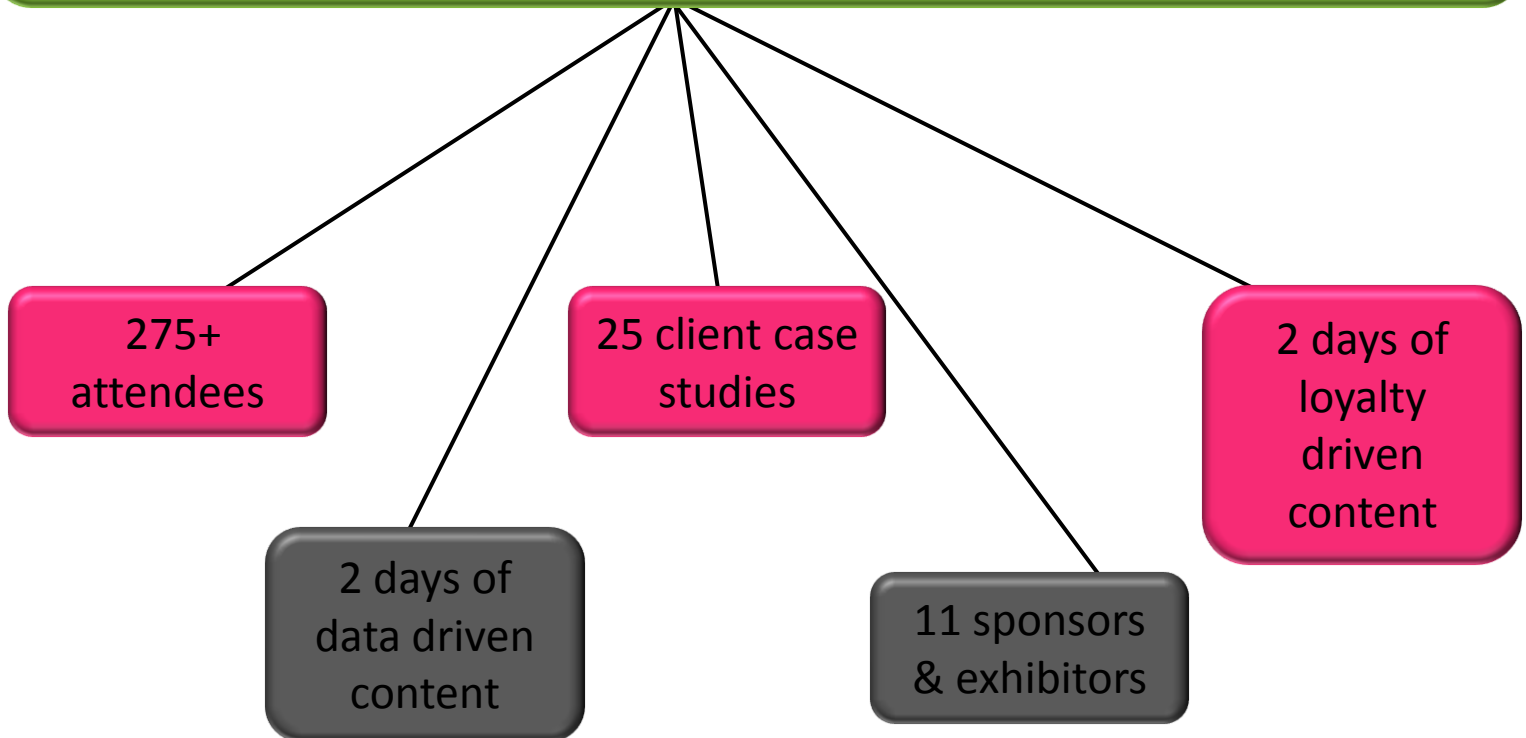 275+
attendees
25 client case
studies
2 days of
loyalty
driven
content
2 days of
data driven
content
11 sponsors
& exhibitors